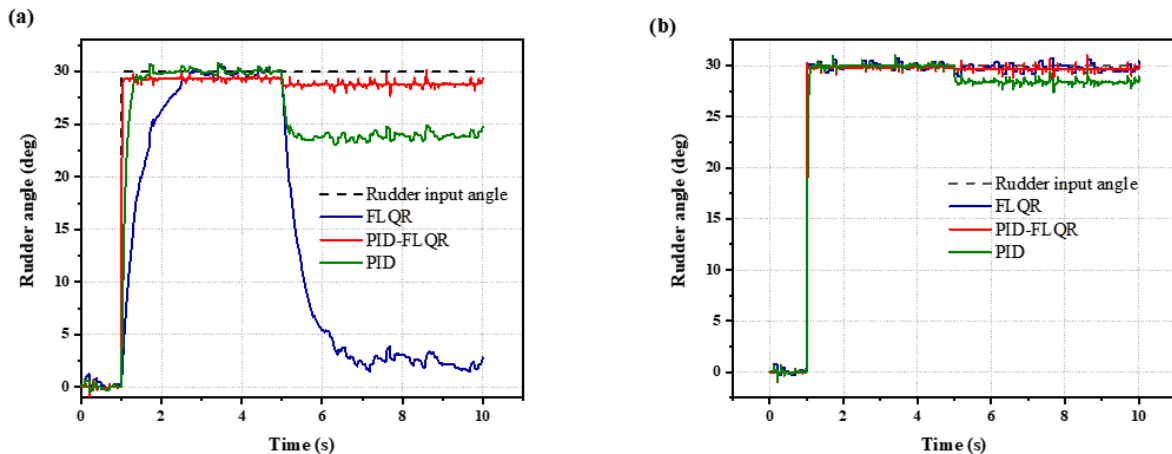 (a)
Rudder angle (deg)
30
25
20
15
10
5
0
Rudder input angle
FLQR
PID-FLQR
PID
0 2 4 6 8 10
Time (s)
(b)
Rudder angle (deg)
30
25
20
15
10
5
0
Rudder input angle
FLQR
PID-FLQR
PID
0 2 4 6 8 10
Time (s)